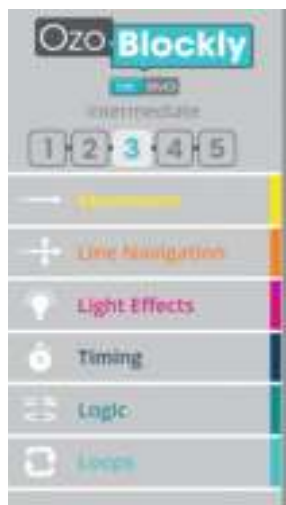 Ozo Blockly
Intermediate
1 2 3 4 5
Movement
Line Navigation
Light Effects
Timing
Logic
Loops